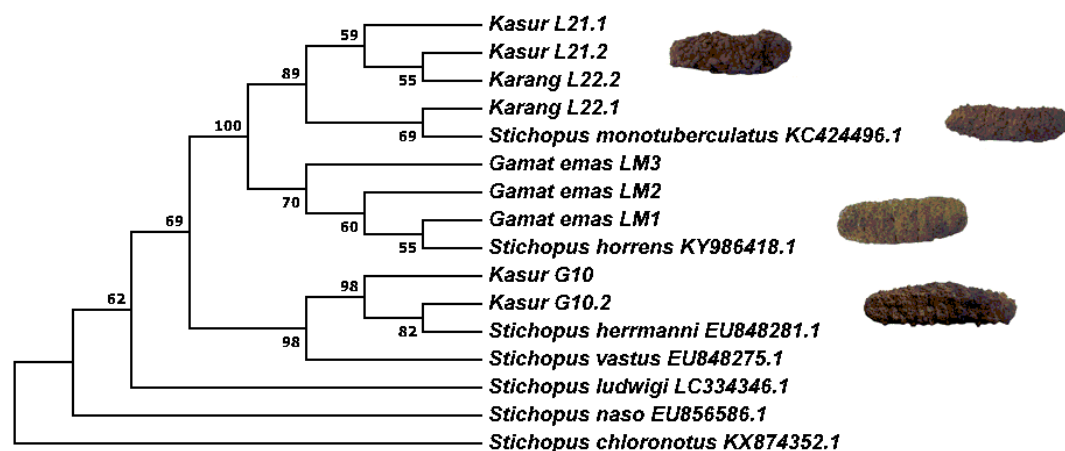 Kasur L21.1
59
Kasur L21.2
55
Karang L22.2
89
Karang L22.1
69
Stichopus monotuberculatus KC424496.1
100
Gamat emas LM3
70
Gamat emas LM2
60
Gamat emas LM1
55
Stichopus horrens KY986418.1
69
Kasur G10
98
Kasur G10.2
82
Stichopus herrmanni EU848281.1
98
Stichopus vastus EU848275.1
62
Stichopus ludwigi LC334346.1
Stichopus naso EU856586.1
Stichopus chloronotus KX874352.1